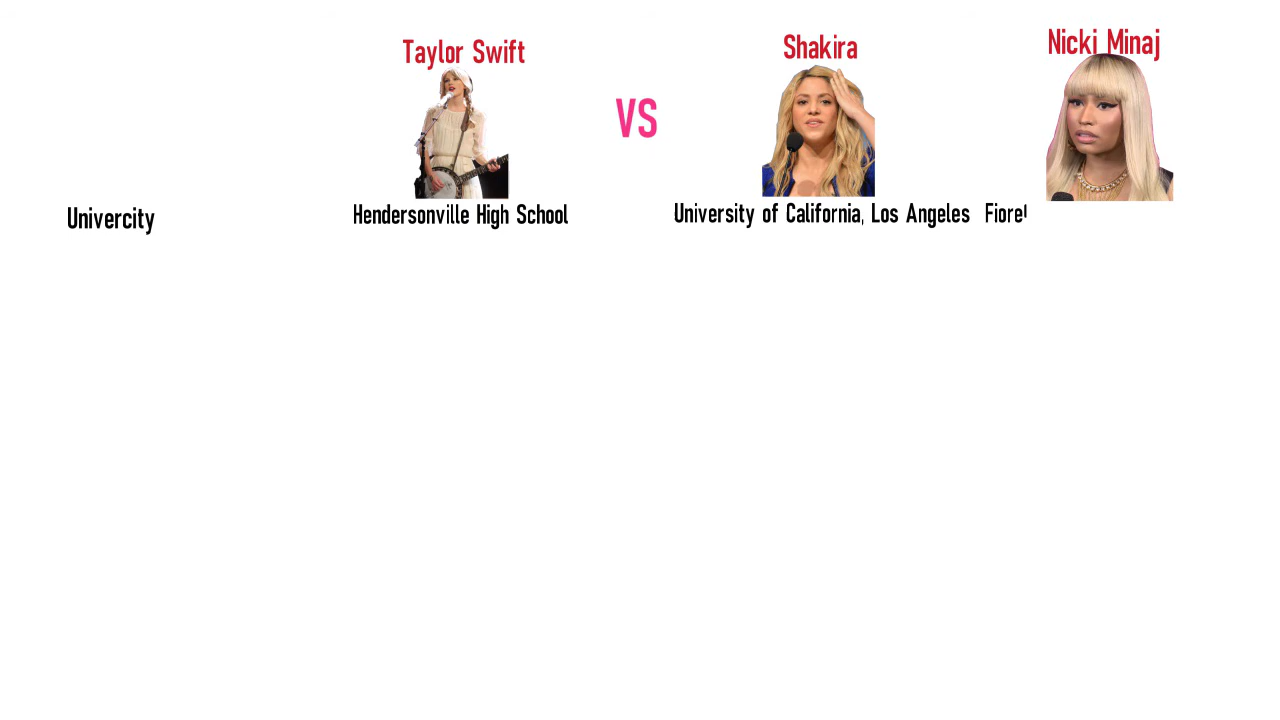 Taylor Swift
Shakira
Nicki Minaj
VS
Univercity
Hendersonville High School
University of California, Los Angeles